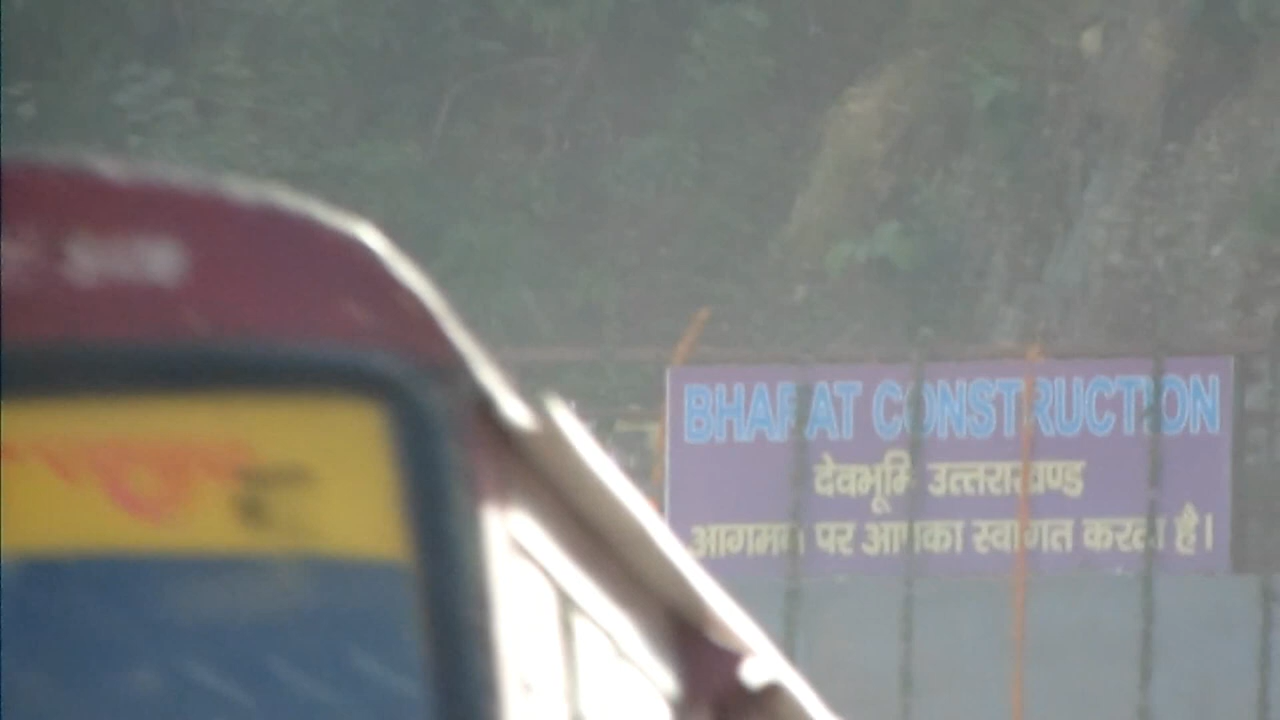 BHARAT CONSTRUCTION
देवभूमि उत्तराखण्ड
आगमन पर आपका स्वागत करता है।